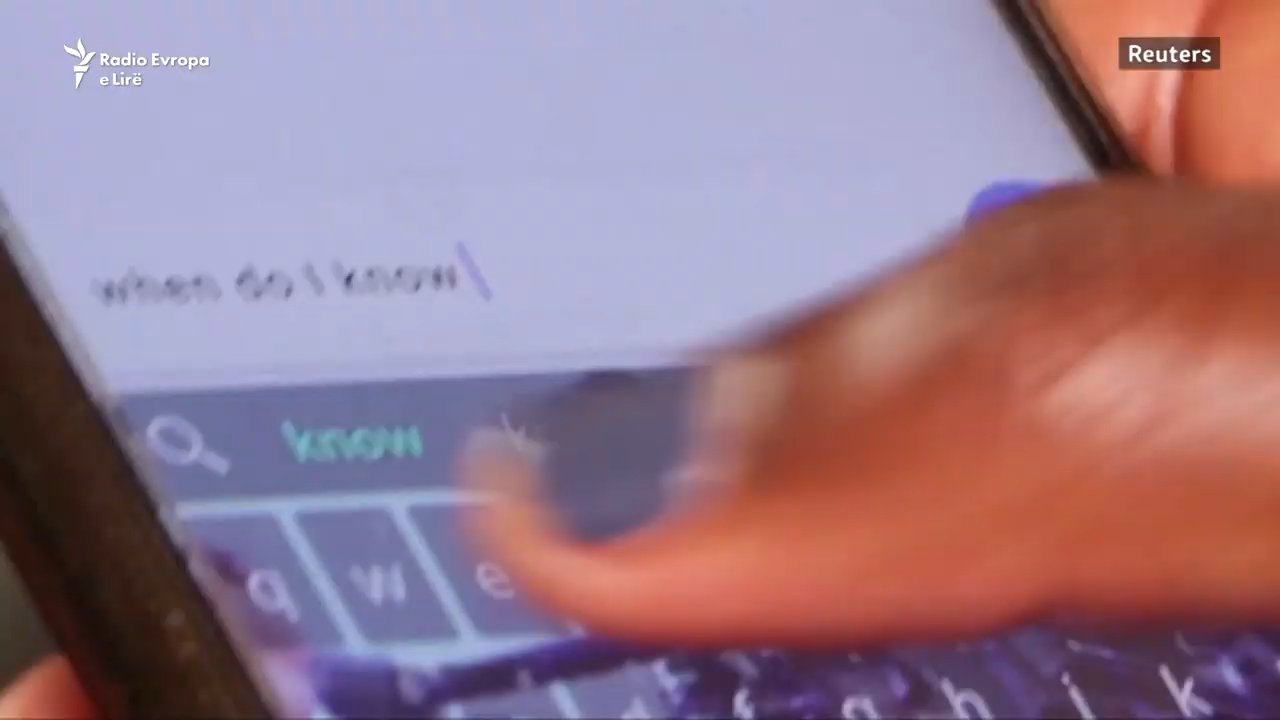 Radio Evropa
e Lirë
Reuters
when do I know
know
q w e
g h j k